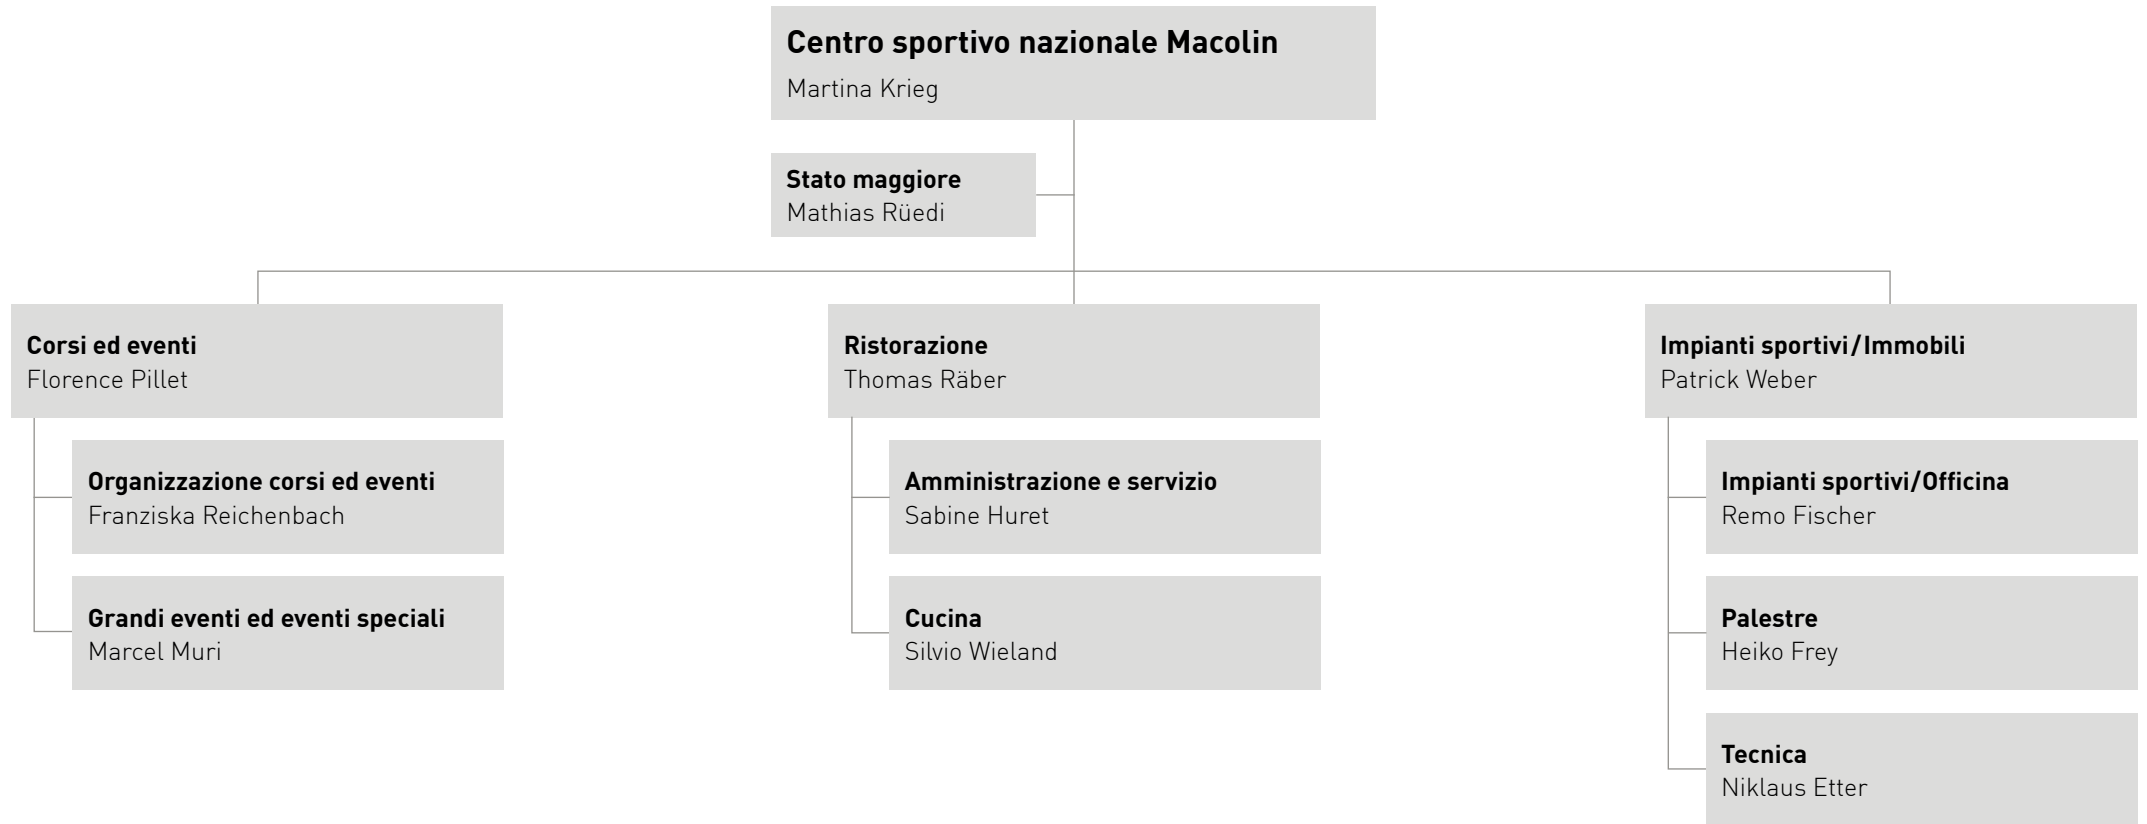 Centro sportivo nazionale Macolin
Martina Krieg
Stato maggiore
Mathias Rüedi
Corsi ed eventi
Florence Pillet
Organizzazione corsi ed eventi
Franziska Reichenbach
Grandi eventi ed eventi speciali
Marcel Muri
Ristorazione
Thomas Räber
Amministrazione e servizio
Sabine Huret
Cucina
Silvio Wieland
Impianti sportivi/Immobili
Patrick Weber
Impianti sportivi/Officina
Remo Fischer
Palestre
Heiko Frey
Tecnica
Niklaus Etter